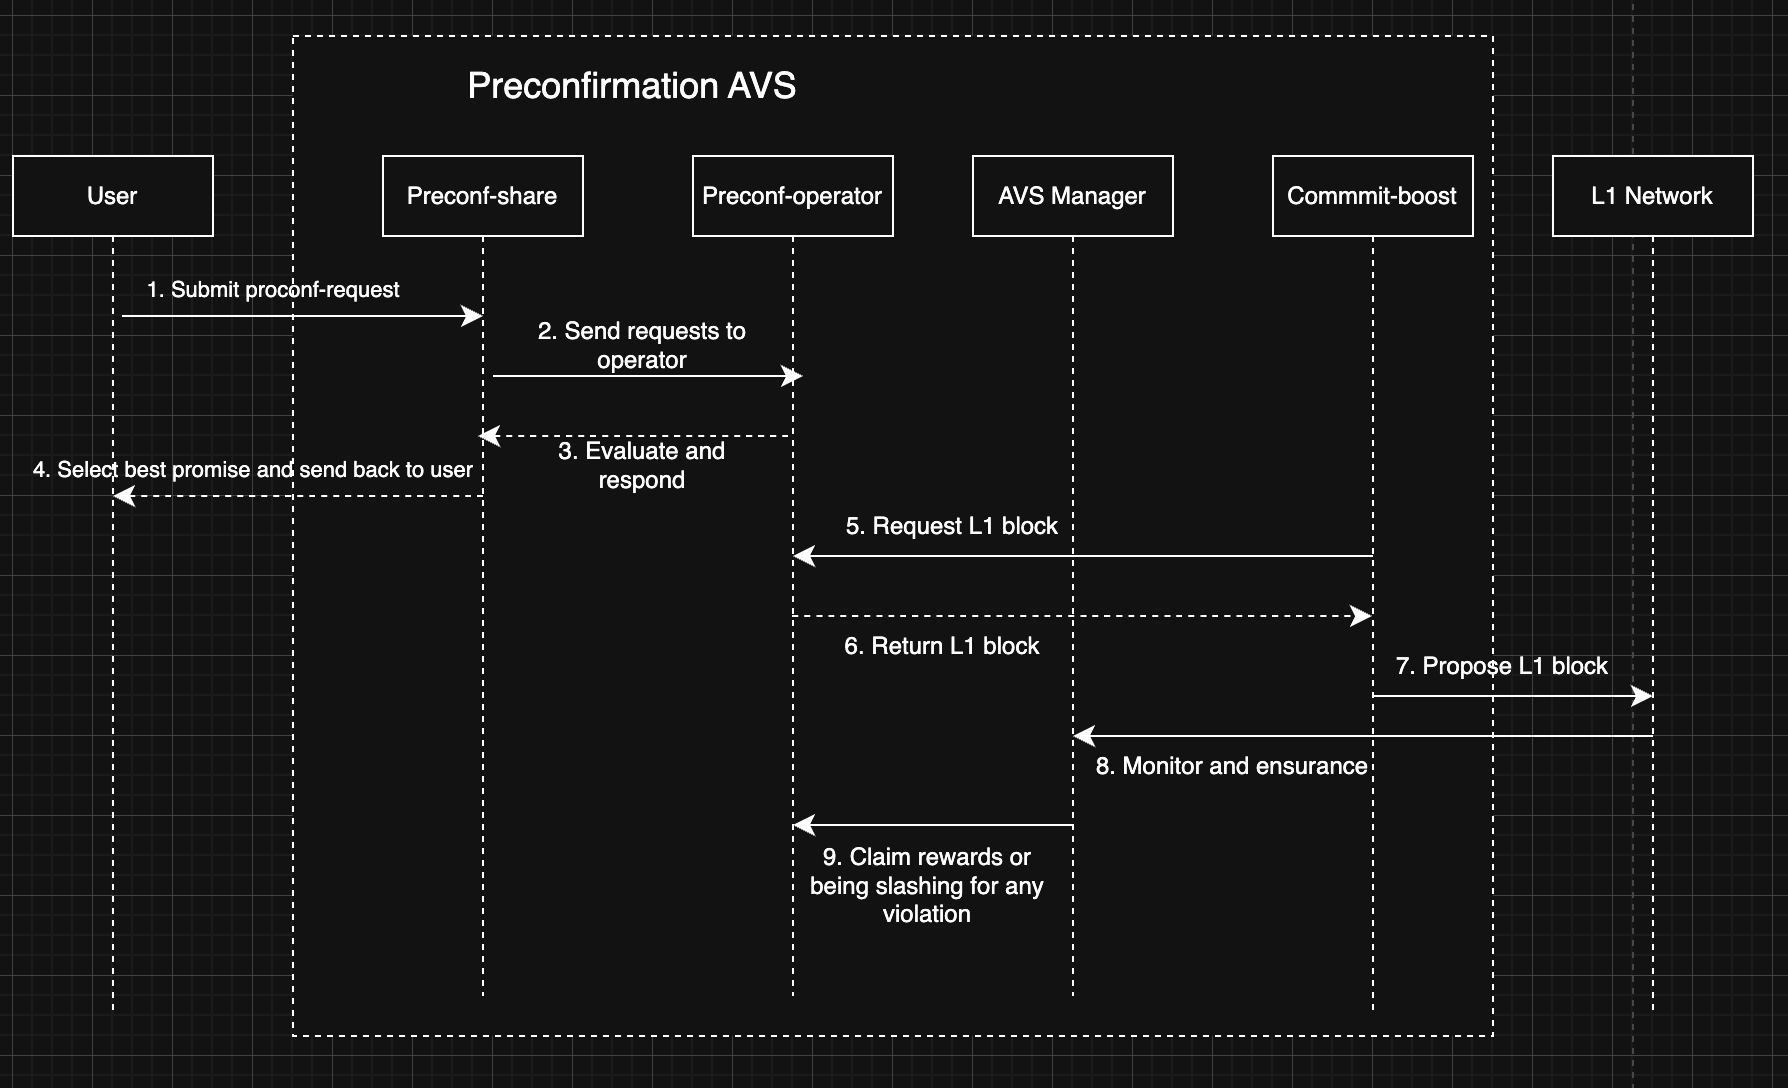 Preconfirmation AVS
User
Preconf-share
Preconf-operator
AVS Manager
Commmit-boost
L1 Network
1. Submit proconf-request
2. Send requests to
operator
3. Evaluate and
respond
4. Select best promise and send back to user
5. Request L1 block
6. Return L1 block
7. Propose L1 block
8. Monitor and ensurance
9. Claim rewards or
being slashing for any
violation